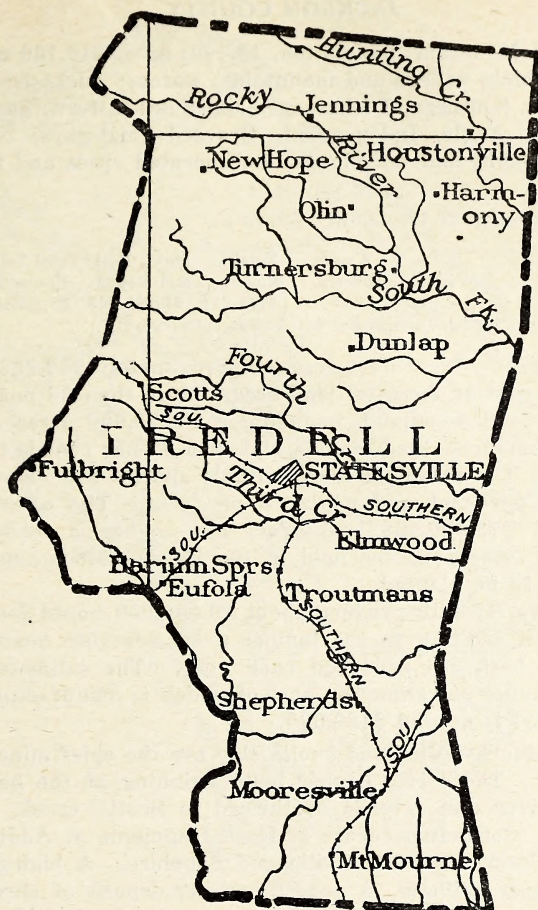 Hunting Cr.
Rocky River
Jennings
New Hope
Houstonville
Harm-
ony
Olin
Turnersburg
South Fk.
Dunlap
Fourth Cr.
Scotts
SOU.
IREDELL
Fulbright
STATESVILLE
Third Cr.
SOUTHERN
Elmwood
SOU.
Barium Sprs.
Eufola
Troutmans
SOUTHERN
Shepherds
SOU.
Mooresville
Mt Mourne